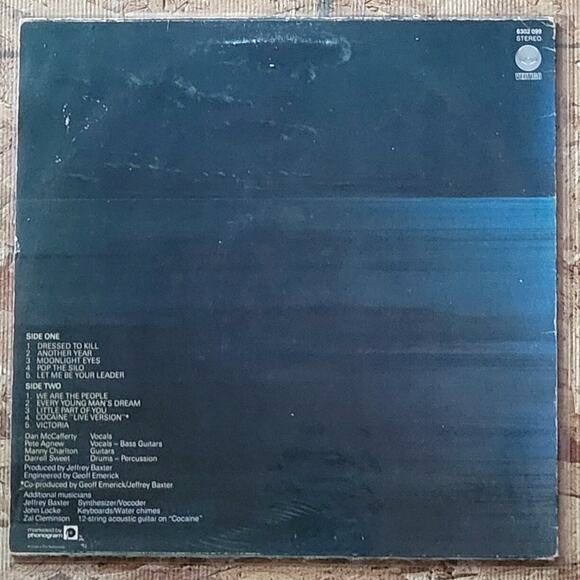 6302 099
STEREO
VERTIGO
SIDE ONE
1 DRESSED TO KILL
2 ANOTHER YEAR
3 MOONLIGHT EYES
4 POP THE SILO
5 LET ME BE YOUR LEADER
SIDE TWO
1. WE ARE THE PEOPLE
2. EVERY YOUNG MAN'S DREAM
3. LITTLE PART OF YOU
4. COCAINE "LIVE VERSION"*
5. VICTORIA
Dan McCafferty Vocals
Pete Agnew Vocals – Bass Guitars
Manny Charlton Guitars
Darrell Sweet Drums – Percussion
Produced by Jeffrey Baxter
Engineered by Geoff Emerick
*Co-produced by Geoff Emerick/Jeffrey Baxter
Additional musicians
Jeffrey Baxter Synthesizer/Vocoder
John Locke Keyboards/Water chimes
Zal Cleminson 12-string acoustic guitar on "Cocaine"
marketed by
phonogram